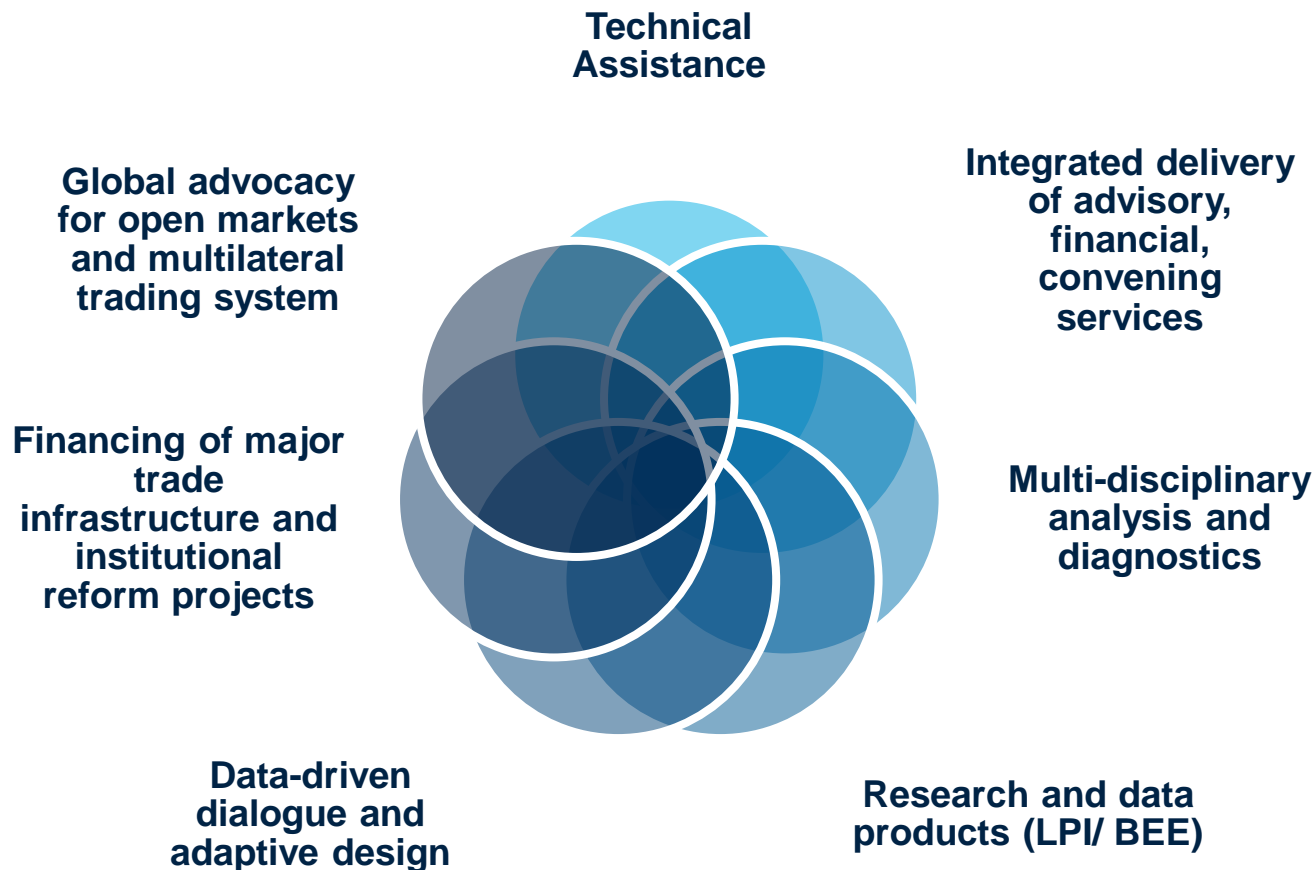 Technical
Assistance
Global advocacy
for open markets
and multilateral
trading system
Integrated delivery
of advisory,
financial,
convening
services
Financing of major
trade
infrastructure and
institutional
reform projects
Multi-disciplinary
analysis and
diagnostics
Data-driven
dialogue and
adaptive design
Research and data
products (LPI/ BEE)